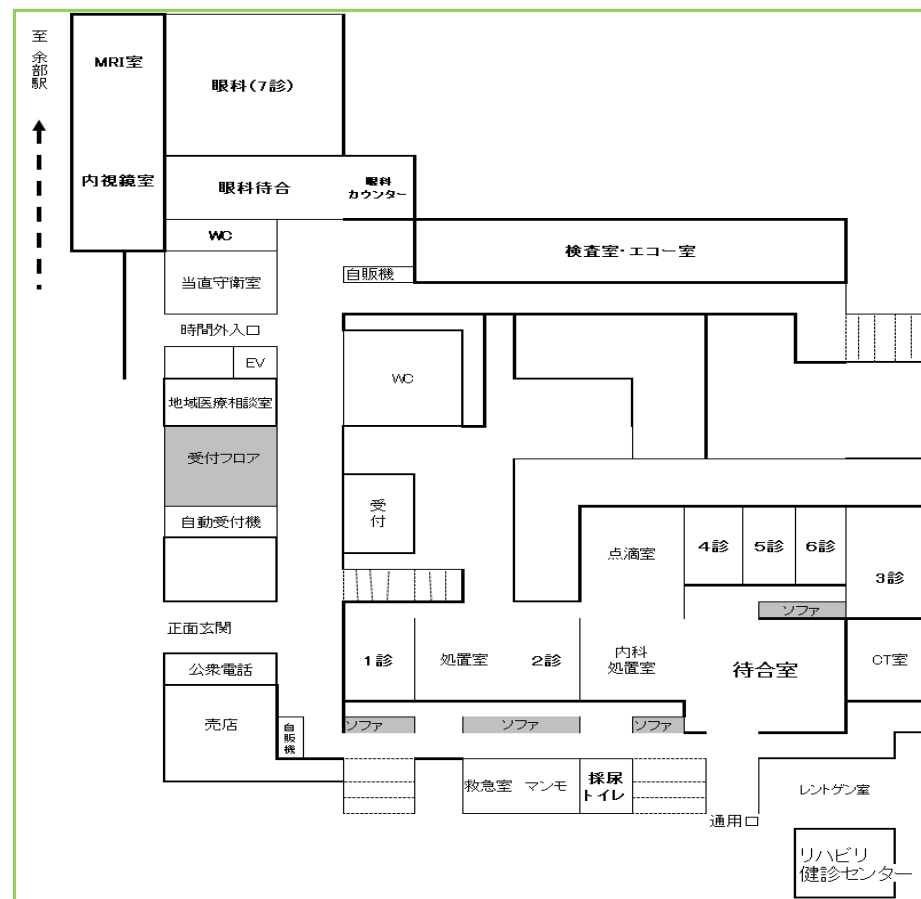 至 余部駅
MRI室
眼科(7診)
内視鏡室
眼科待合
眼科
カウンター
WC
検査室・エコー室
自販機
当直守衛室
時間外入口
EV
WC
地域医療相談室
受付フロア
受付
自動受付機
点滴室
4診
5診
6診
3診
ソファ
正面玄関
1診
処置室
2診
内科
処置室
待合室
CT室
公衆電話
売店
自販機
ソファ
ソファ
ソファ
救急室
マンモ
採尿
トイレ
レントゲン室
通用口
リハビリ
健診センター